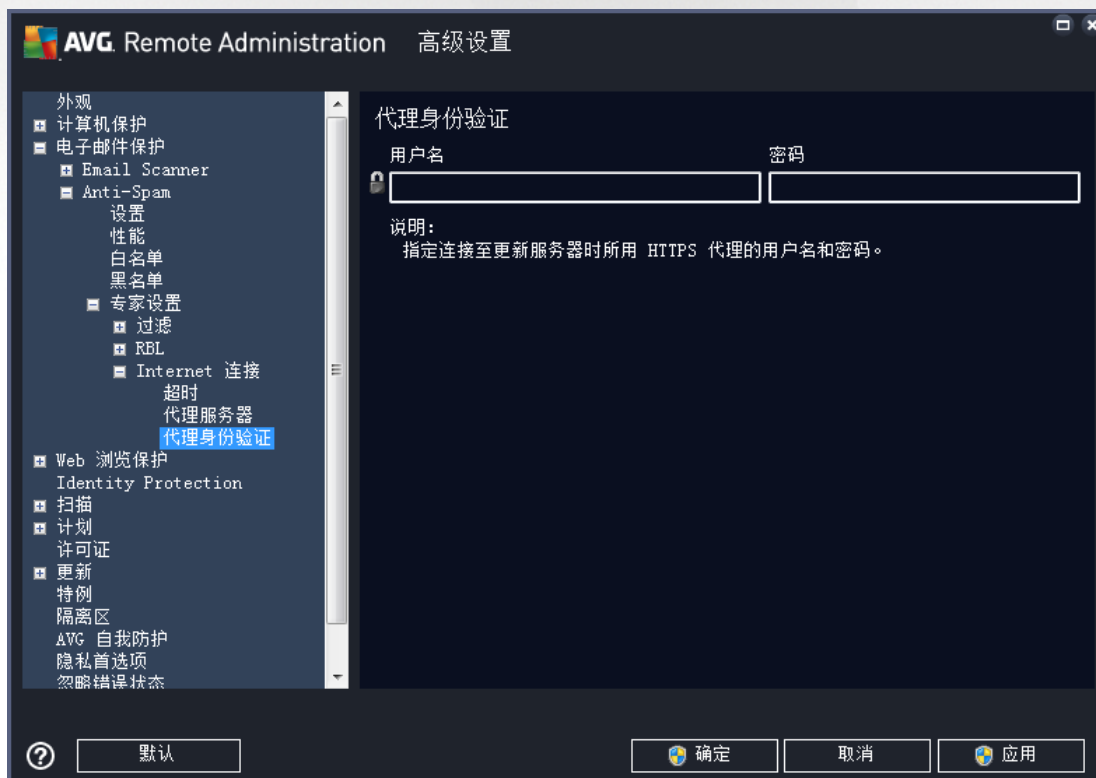 AVG. Remote Administration 高级设置
外观
计算机保护
电子邮件保护
Email Scanner
Anti-Spam
设置
性能
白名单
黑名单
专家设置
过滤
RBL
Internet 连接
超时
代理服务器
代理身份验证
Web 浏览保护
Identity Protection
扫描
计划
许可证
更新
特例
隔离区
AVG 自我防护
隐私首选项
忽略错误状态
代理身份验证
用户名 密码
说明:
指定连接至更新服务器时所用 HTTPS 代理的用户名和密码。
默认 确定 取消 应用